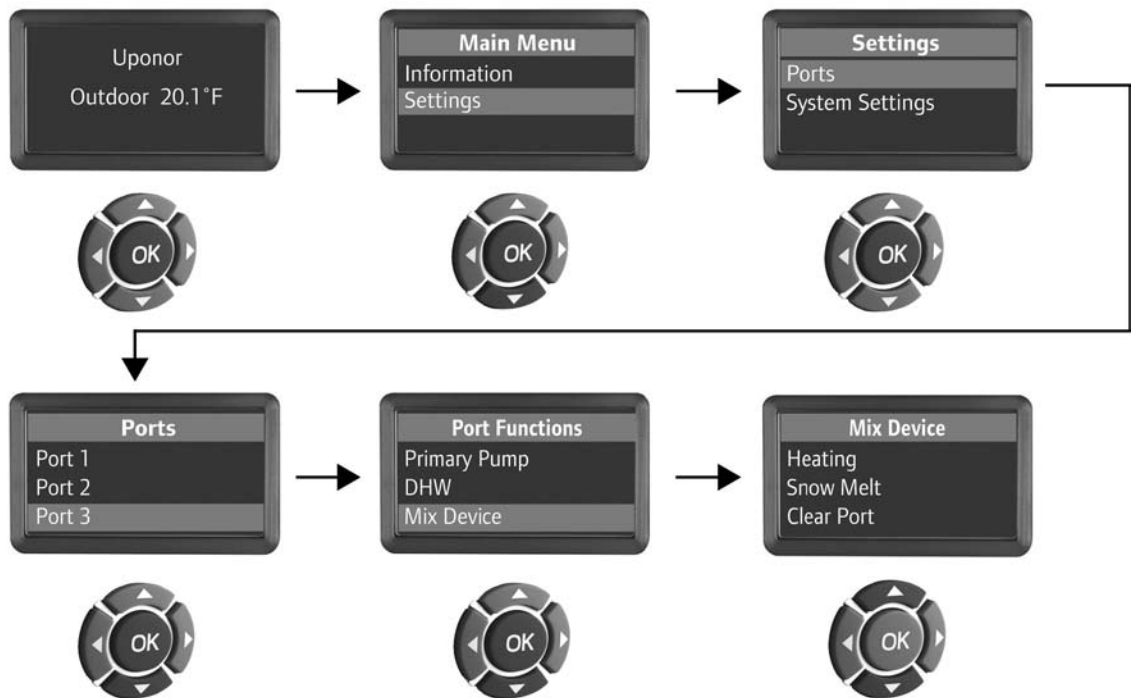 Uponor
Outdoor 20.1°F
Main Menu
Information
Settings
Settings
Ports
System Settings
OK
OK
OK
Ports
Port 1
Port 2
Port 3
Port Functions
Primary Pump
DHW
Mix Device
Mix Device
Heating
Snow Melt
Clear Port
OK
OK
OK